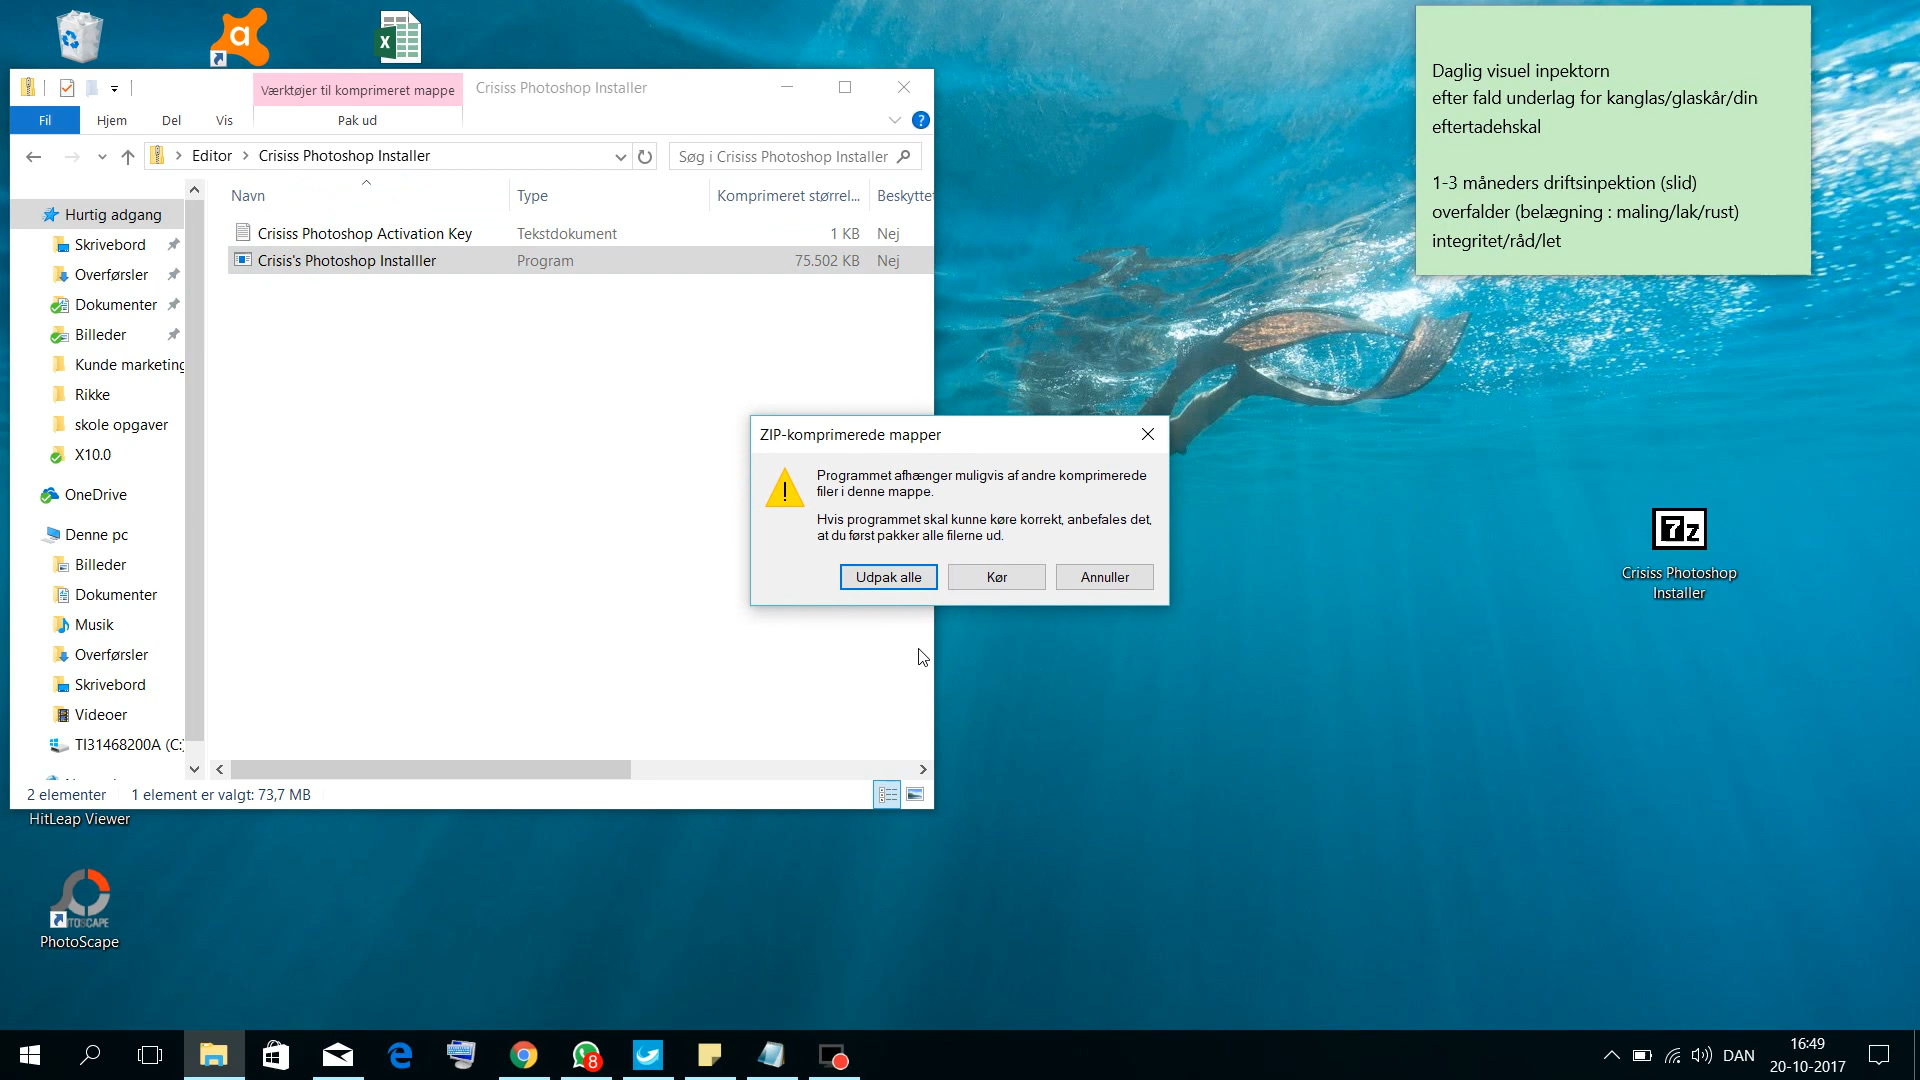 Værktøjer til komprimeret mappe
Crisiss Photoshop Installer
Fil
Hjem
Del
Vis
Pak ud
Editor
Crisiss Photoshop Installer
Søg i Crisiss Photoshop Installer
Navn
Type
Komprimeret størrel...
Beskytte
Crisiss Photoshop Activation Key
Tekstdokument
1 KB
Nej
Crisis's Photoshop Installler
Program
75.502 KB
Nej
Hurtig adgang
Skrivebord
Overførsler
Dokumenter
Billeder
Kunde marketing
Rikke
skole opgaver
X10.0
OneDrive
Denne pc
Billeder
Dokumenter
Musik
Overførsler
Skrivebord
Videoer
TI31468200A (C:)
2 elementer
1 element er valgt: 73,7 MB
ZIP-komprimerede mapper
Programmet afhænger muligvis af andre komprimerede
filer i denne mappe.
Hvis programmet skal kunne køre korrekt, anbefales det,
at du først pakker alle filerne ud.
Udpak alle
Kør
Annuller
Daglig visuel inpektorn
efter fald underlag for kanglas/glaskår/din
eftertadehskal
1-3 måneders driftsinpektion (slid)
overfalder (belægning : maling/lak/rust)
integritet/råd/let
7z
Crisiss Photoshop
Installer
HitLeap Viewer
PhotoScape
8
DAN
16:49
20-10-2017